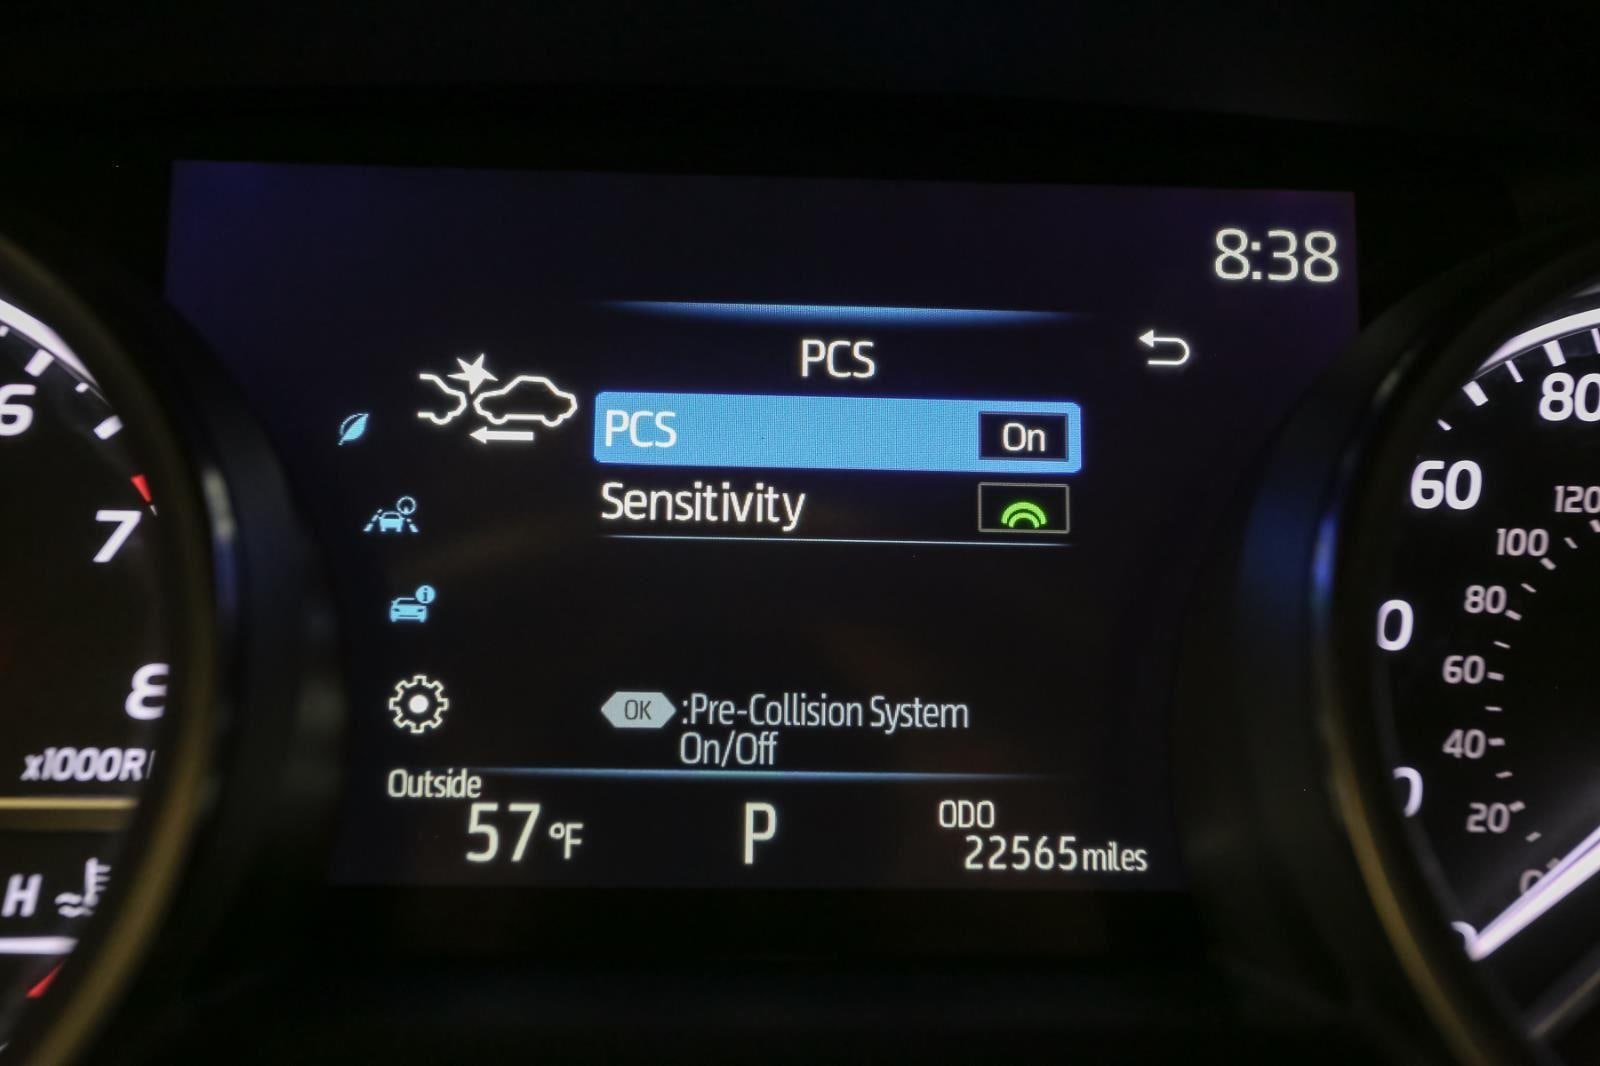 8:38
PCS
PCS On
Sensitivity
OK :Pre-Collision System
On/Off
Outside
57°F
P
ODO
22565 miles
6
7
8
x1000R
H
80
60
120
100
80
60
40
20
0